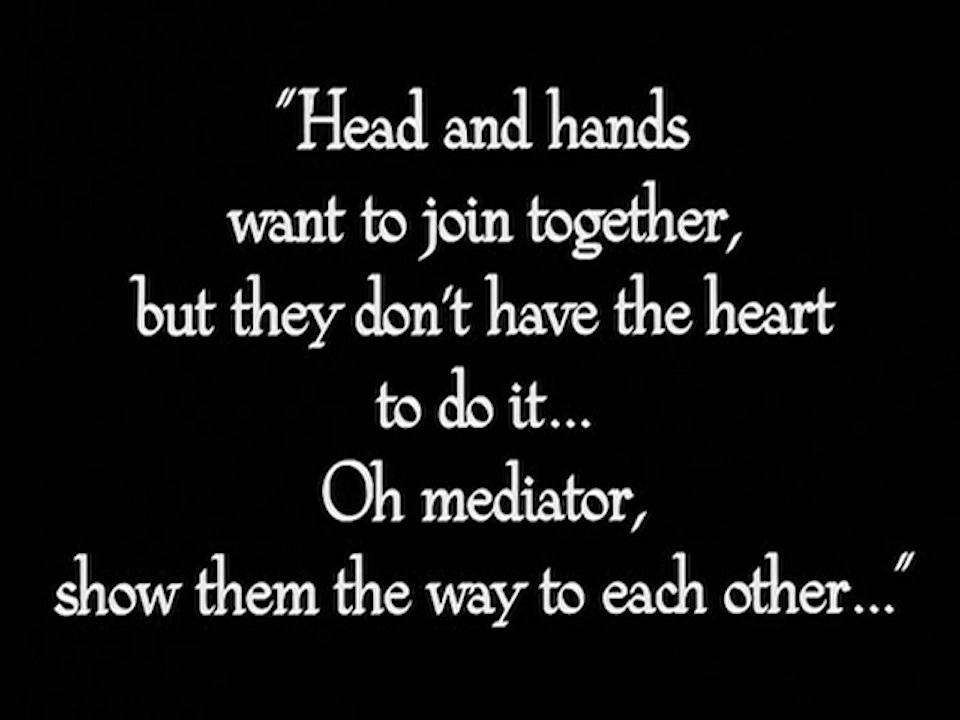 "Head and hands
want to join together,
but they don't have the heart
to do it...
Oh mediator,
show them the way to each other..."